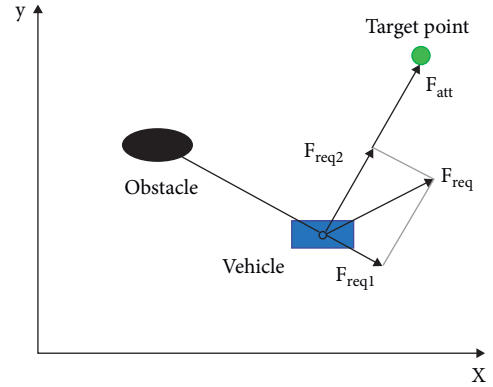 y
Target point
F_att
F_req2
F_req
Obstacle
Vehicle
F_req1
X